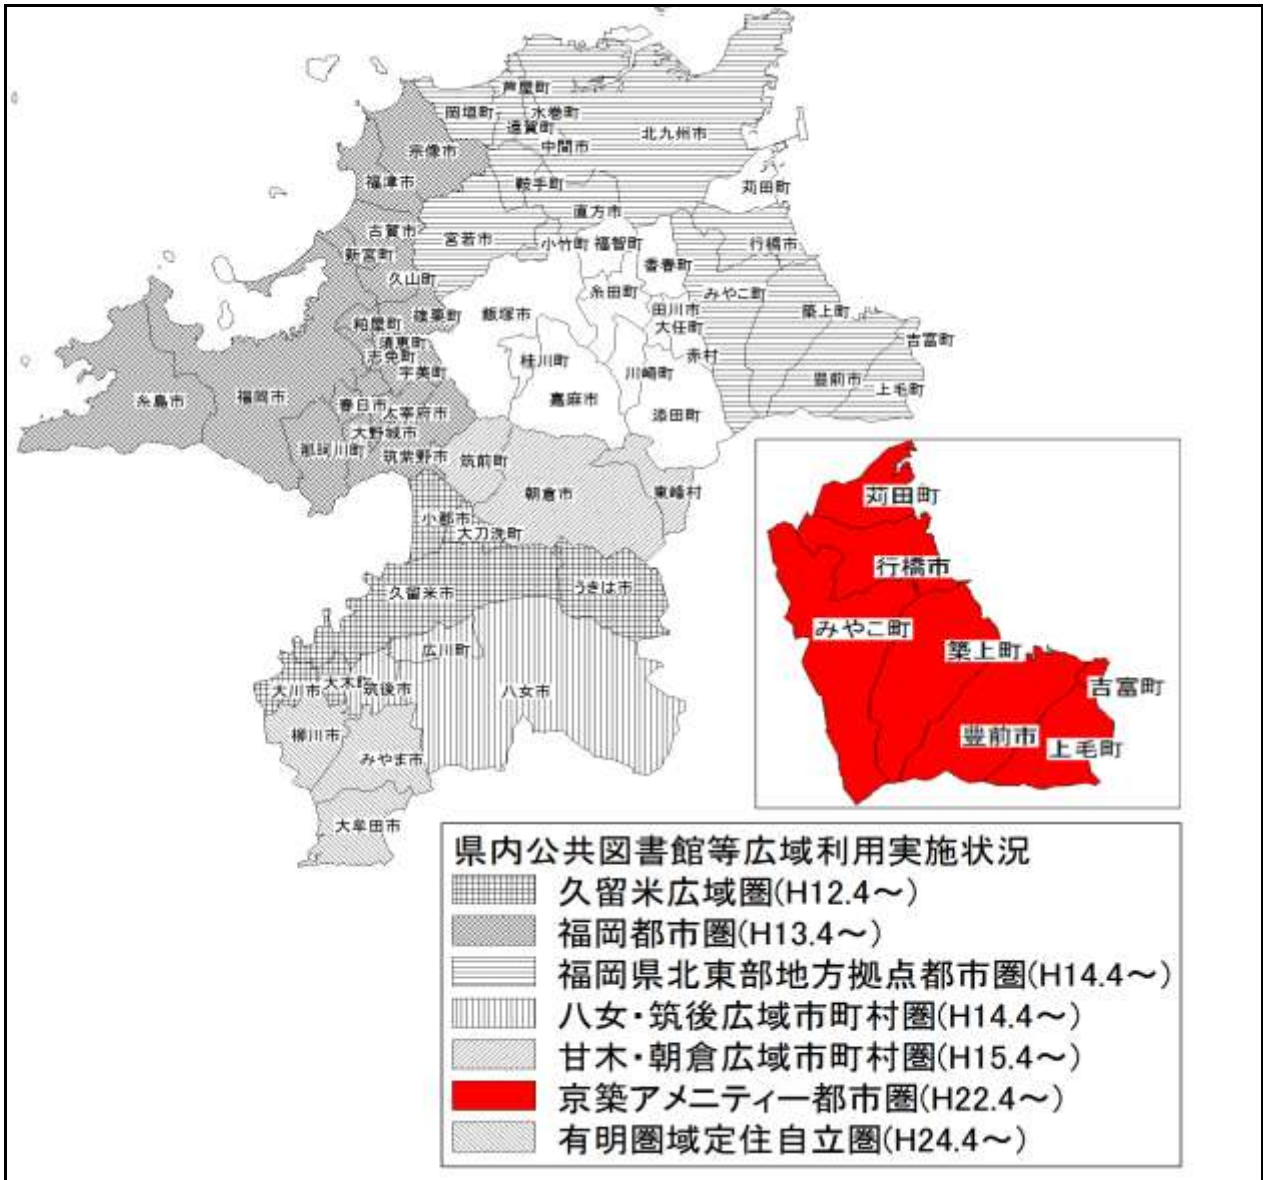 芦屋町
岡垣町
水巻町
遠賀町
北九州市
中間市
宗像市
福津市
鞍手町
苅田町
直方市
古賀市
宮若市
小竹町
福智町
行橋市
新宮町
香春町
久山町
糸田町
みやこ町
篠栗町
飯塚市
田川市
築上町
粕屋町
大任町
須恵町
吉富町
志免町
桂川町
赤村
宇美町
川崎町
豊前市
上毛町
糸島市
福岡市
春日市
太宰府市
嘉麻市
添田町
大野城市
那珂川町
筑紫野市
筑前町
朝倉市
東峰村
小郡市
大刀洗町
久留米市
うきは市
広川町
大川市
大木町
筑後市
八女市
柳川市
みやま市
大牟田市
苅田町
行橋市
みやこ町
築上町
吉富町
豊前市
上毛町
県内公共図書館等広域利用実施状況
久留米広域圏(H12.4～)
福岡都市圏(H13.4～)
福岡県北東部地方拠点都市圏(H14.4～)
八女・筑後広域市町村圏(H14.4～)
甘木・朝倉広域市町村圏(H15.4～)
京築アメニティー都市圏(H22.4～)
有明圏域定住自立圏(H24.4～)